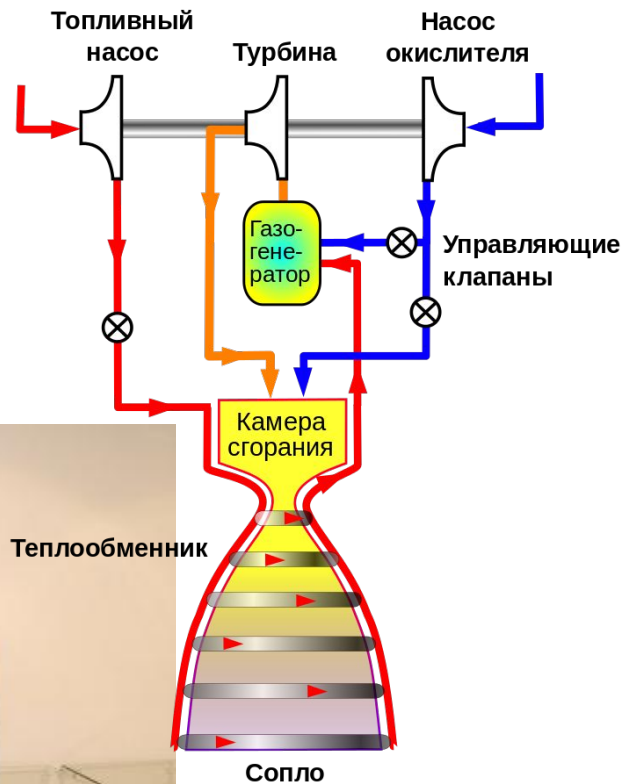 Топливный
насос
Турбина
Насос
окислителя
Газо-
гене-
ратор
Управляющие
клапаны
Камера
сгорания
Теплообменник
Сопло